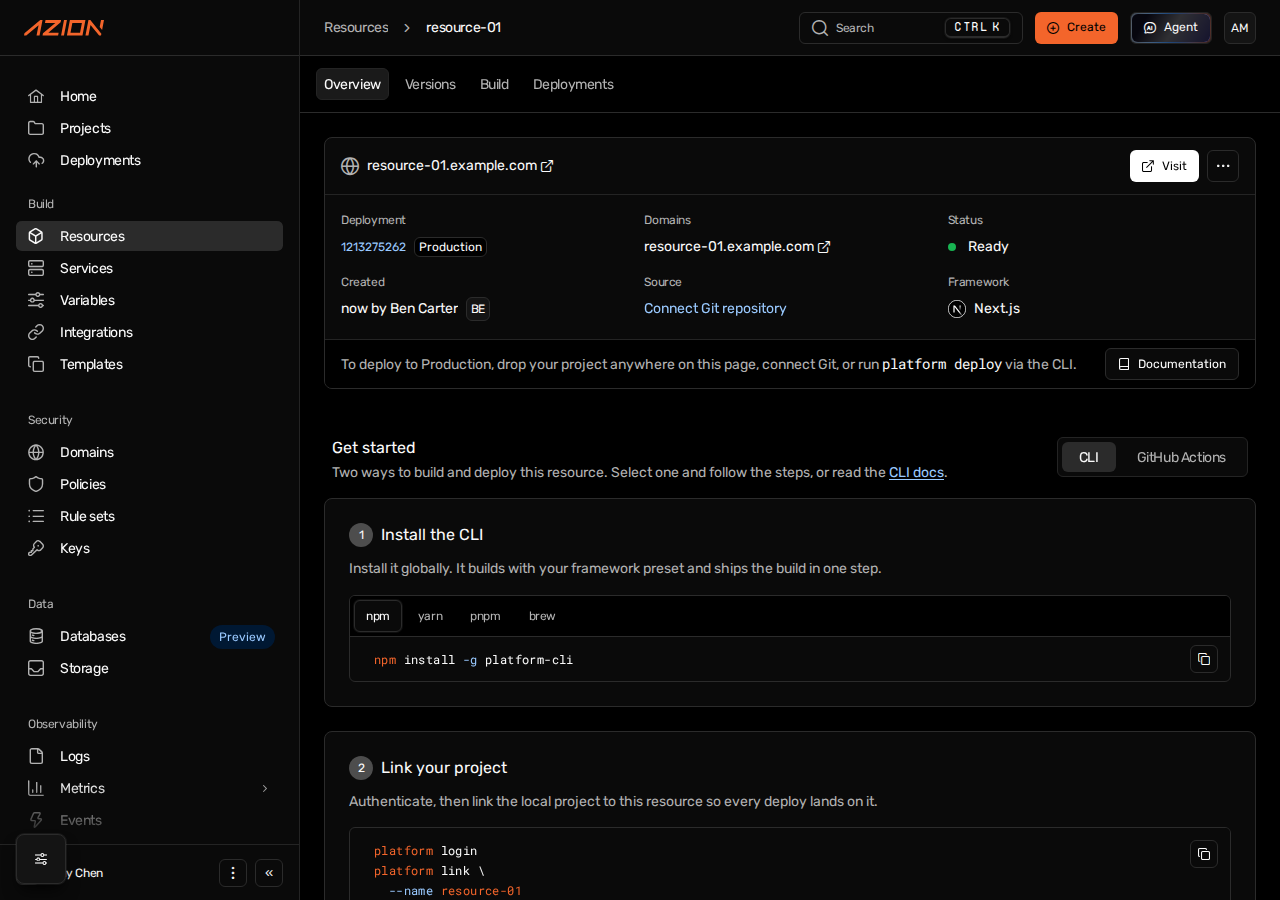 AZION
Resources
resource-01
Search
CTRL K
Create
Agent
AM
Overview
Versions
Build
Deployments
Home
Projects
Deployments
Build
Resources
Services
Variables
Integrations
Templates
Security
Domains
Policies
Rule sets
Keys
Data
Databases
Preview
Storage
Observability
Logs
Metrics
Events
y Chen
resource-01.example.com
Visit
Deployment
Domains
Status
1213275262
Production
resource-01.example.com
Ready
Created
Source
Framework
now by Ben Carter
BE
Connect Git repository
Next.js
To deploy to Production, drop your project anywhere on this page, connect Git, or run platform deploy via the CLI.
Documentation
Get started
Two ways to build and deploy this resource. Select one and follow the steps, or read the CLI docs.
CLI
GitHub Actions
1
Install the CLI
Install it globally. It builds with your framework preset and ships the build in one step.
npm
yarn
pnpm
brew
npm install -g platform-cli
2
Link your project
Authenticate, then link the local project to this resource so every deploy lands on it.
platform login
platform link \
--name resource-01